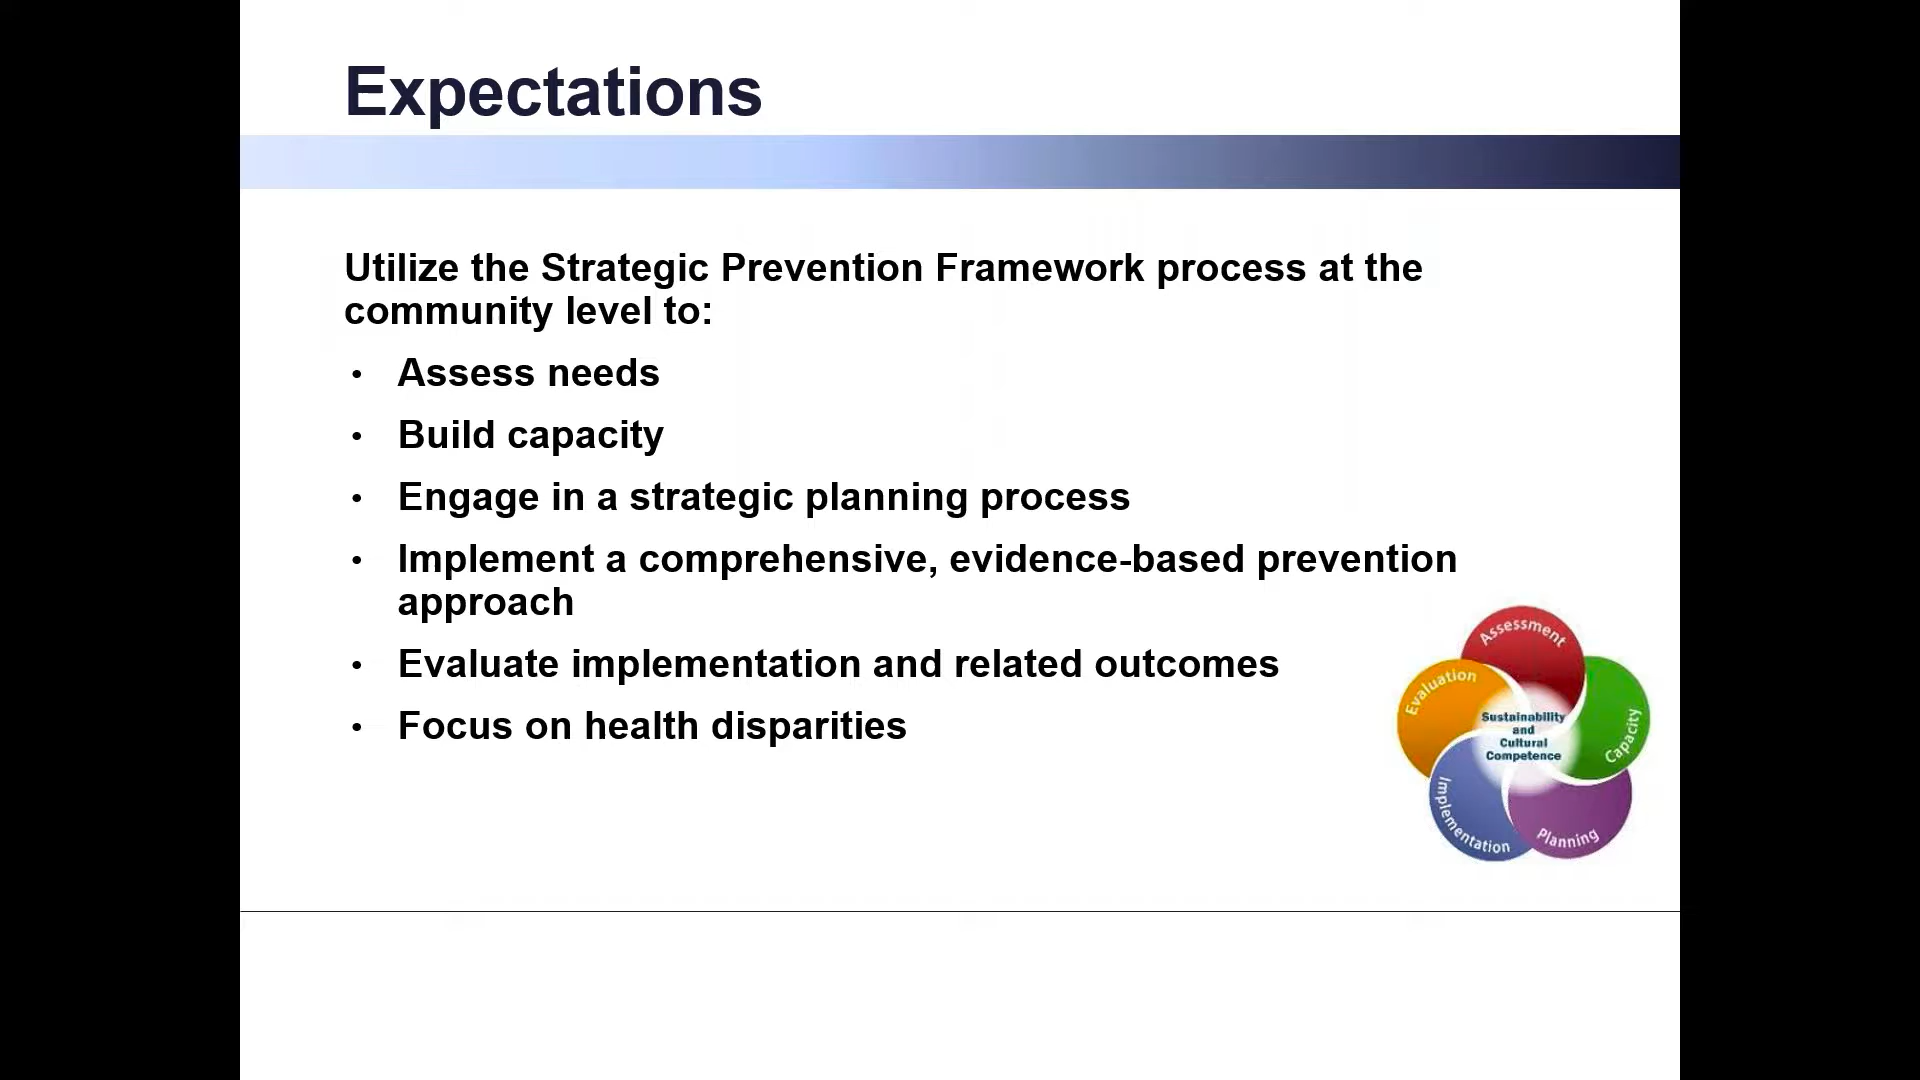 Expectations
Utilize the Strategic Prevention Framework process at the
community level to:
• Assess needs
• Build capacity
• Engage in a strategic planning process
• Implement a comprehensive, evidence-based prevention
approach
• Evaluate implementation and related outcomes
• Focus on health disparities
Assessment
Evaluation
Capacity
Sustainability
and
Cultural
Competence
Implementation
Planning